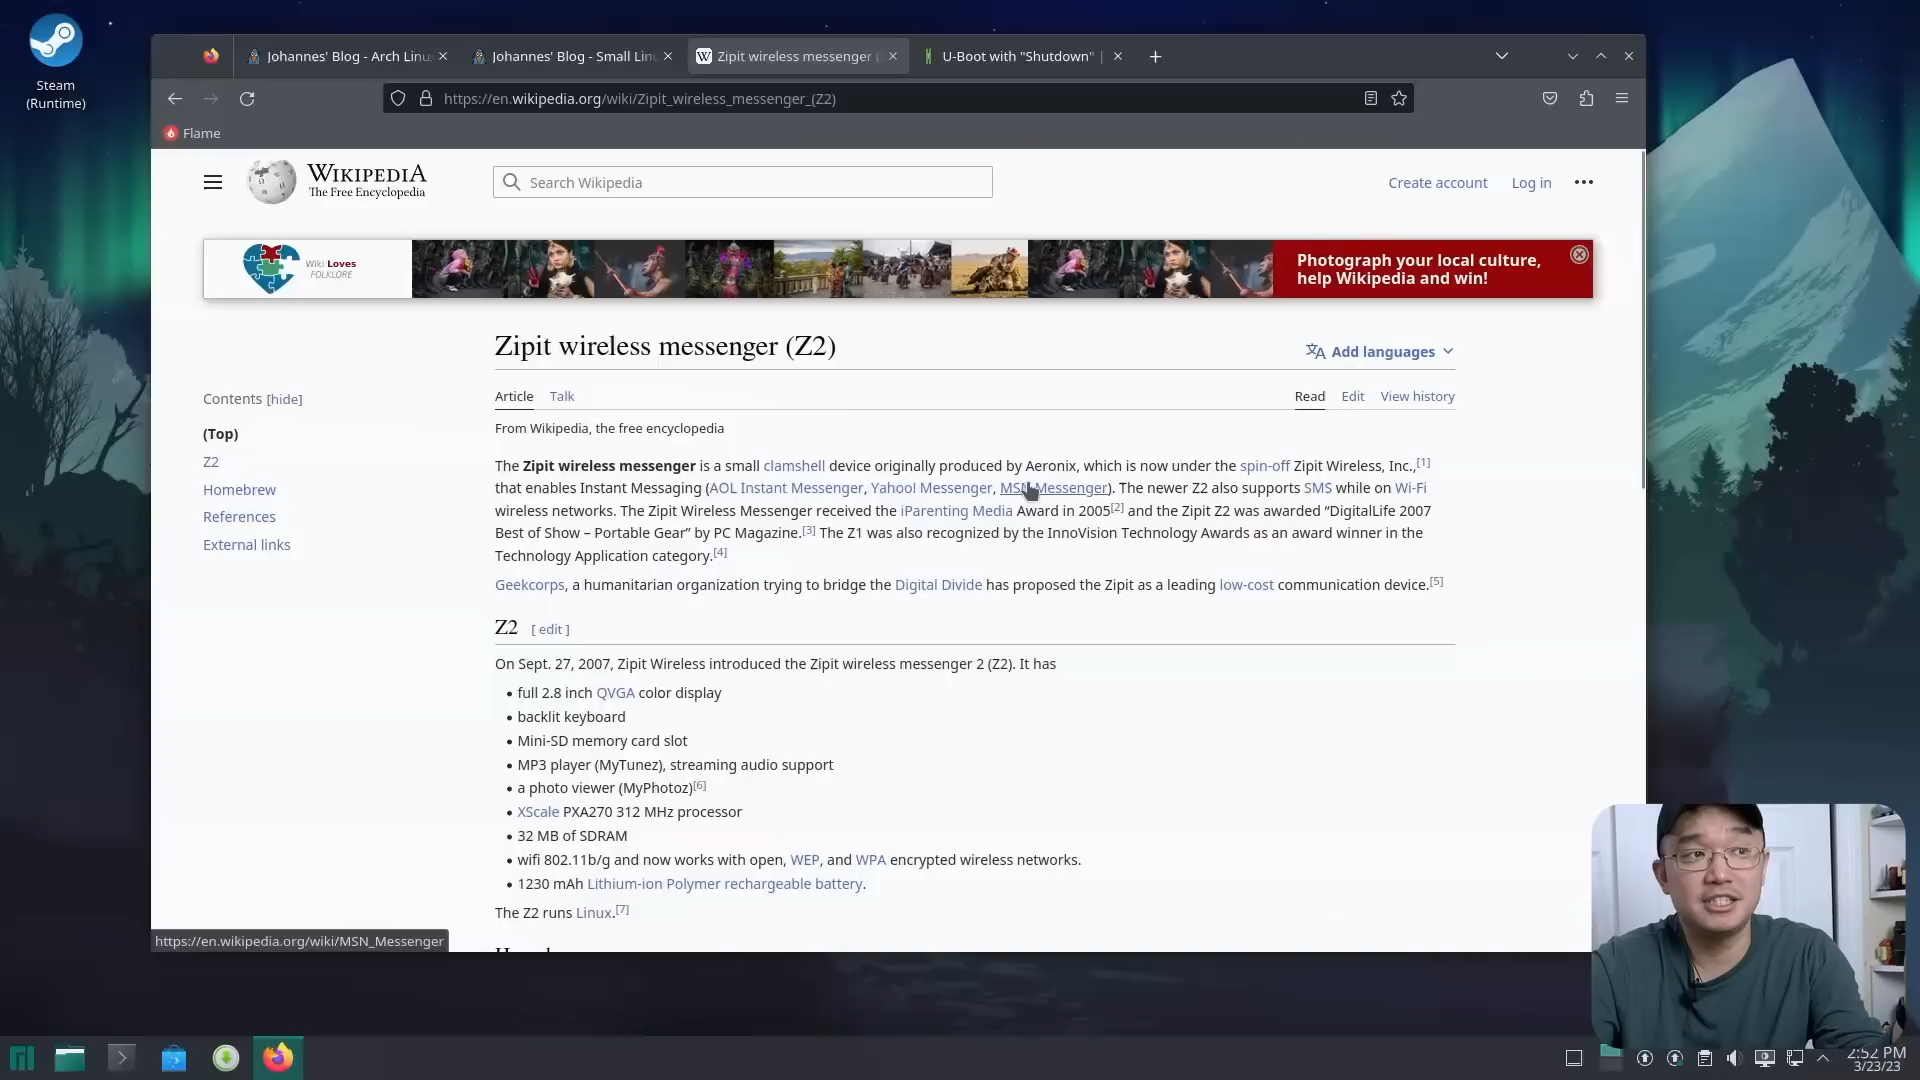 Steam
(Runtime)
Johannes' Blog - Arch Linu
Johannes' Blog - Small Lin
W Zipit wireless messenger (
U-Boot with "Shutdown" |
https://en.wikipedia.org/wiki/Zipit_wireless_messenger_(Z2)
Flame
WIKIPEDIA
The Free Encyclopedia
Search Wikipedia
Create account
Log in
Wiki Loves
FOLKLORE
Photograph your local culture,
help Wikipedia and win!
Zipit wireless messenger (Z2)
Add languages
Contents [hide]
(Top)
Z2
Homebrew
References
External links
Article Talk
Read Edit View history
From Wikipedia, the free encyclopedia
The Zipit wireless messenger is a small clamshell device originally produced by Aeronix, which is now under the spin-off Zipit Wireless, Inc.,[1]
that enables Instant Messaging (AOL Instant Messenger, Yahoo! Messenger, MSN Messenger). The newer Z2 also supports SMS while on Wi-Fi
wireless networks. The Zipit Wireless Messenger received the iParenting Media Award in 2005[2] and the Zipit Z2 was awarded “DigitalLife 2007
Best of Show – Portable Gear” by PC Magazine.[3] The Z1 was also recognized by the InnoVision Technology Awards as an award winner in the
Technology Application category.[4]
Geekcorps, a humanitarian organization trying to bridge the Digital Divide has proposed the Zipit as a leading low-cost communication device.[5]
Z2 [ edit ]
On Sept. 27, 2007, Zipit Wireless introduced the Zipit wireless messenger 2 (Z2). It has
• full 2.8 inch QVGA color display
• backlit keyboard
• Mini-SD memory card slot
• MP3 player (MyTunez), streaming audio support
• a photo viewer (MyPhotoz)[6]
• XScale PXA270 312 MHz processor
• 32 MB of SDRAM
• wifi 802.11b/g and now works with open, WEP, and WPA encrypted wireless networks.
• 1230 mAh Lithium-ion Polymer rechargeable battery.
The Z2 runs Linux.[7]
https://en.wikipedia.org/wiki/MSN_Messenger
2:52 PM
3/23/23